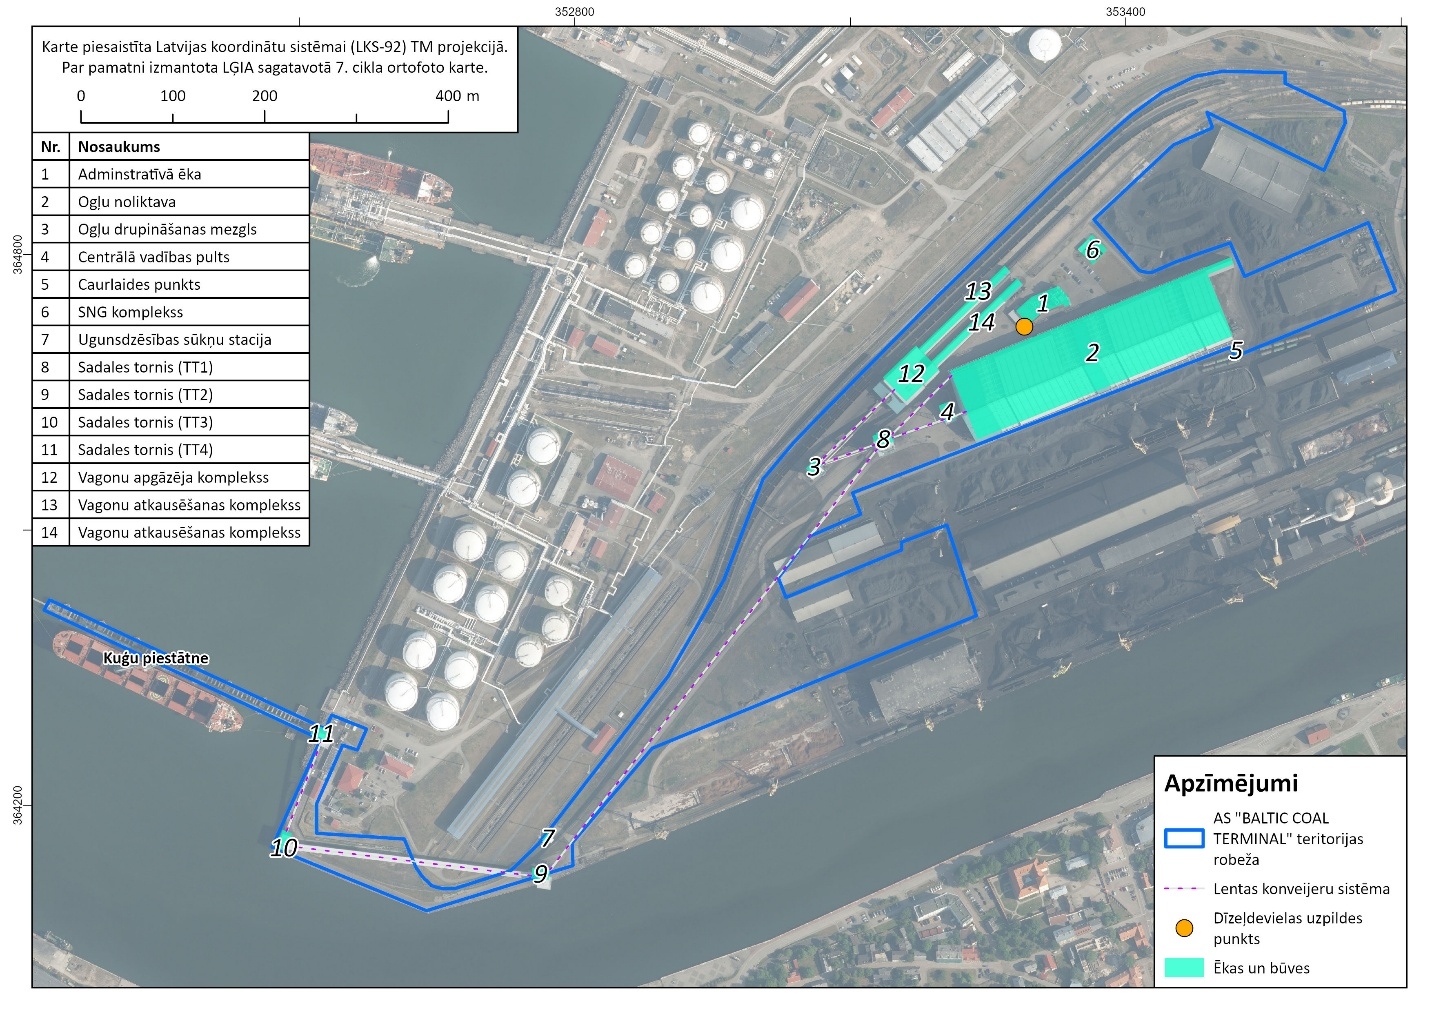 352800
353400
Karte piesaistīta Latvijas koordinātu sistēmai (LKS-92) TM projekcijā.
Par pamatni izmantota LĢIA sagatavotā 7. cikla ortofoto karte.
0 100 200 400 m
Nr. Nosaukums
1 Adminstratīvā ēka
2 Ogļu noliktava
3 Ogļu drupināšanas mezgls
4 Centrālā vadības pults
5 Caurlaides punkts
6 SNG komplekss
7 Ugunsdzēsības sūkņu stacija
8 Sadales tornis (TT1)
9 Sadales tornis (TT2)
10 Sadales tornis (TT3)
11 Sadales tornis (TT4)
12 Vagonu apgāzēja komplekss
13 Vagonu atkausēšanas komplekss
14 Vagonu atkausēšanas komplekss
364800
364200
6
13
1
14
2
5
12
4
8
3
Kuģu piestātne
11
7
10
9
Apzīmējumi
AS "BALTIC COAL
TERMINAL" teritorijas
robeža
Lentas konveijeru sistēma
Dīzeļdevielas uzpildes
punkts
Ēkas un būves